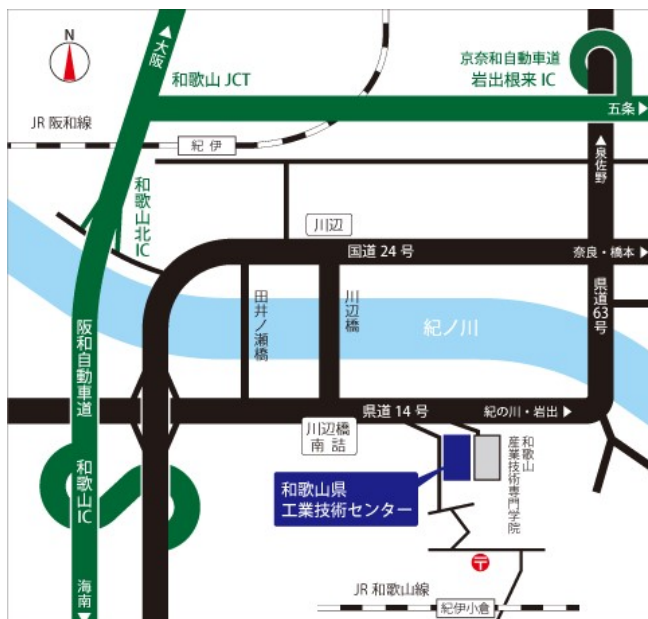 N
▲大阪
和歌山 JCT
京奈和自動車道
岩出根来 IC
五条 ▶
JR 阪和線
紀伊
▲泉佐野
和歌山北IC
川辺
国道 24 号
奈良・橋本 ▶
田井ノ瀬橋
川辺橋
紀ノ川
県道63号
阪和自動車道
県道 14 号
紀の川・岩出 ▶
川辺橋
南 詰
和歌山
産業技術専門学院
和歌山IC
和歌山県
工業技術センター
〒
海南▼
JR 和歌山線
紀伊小倉